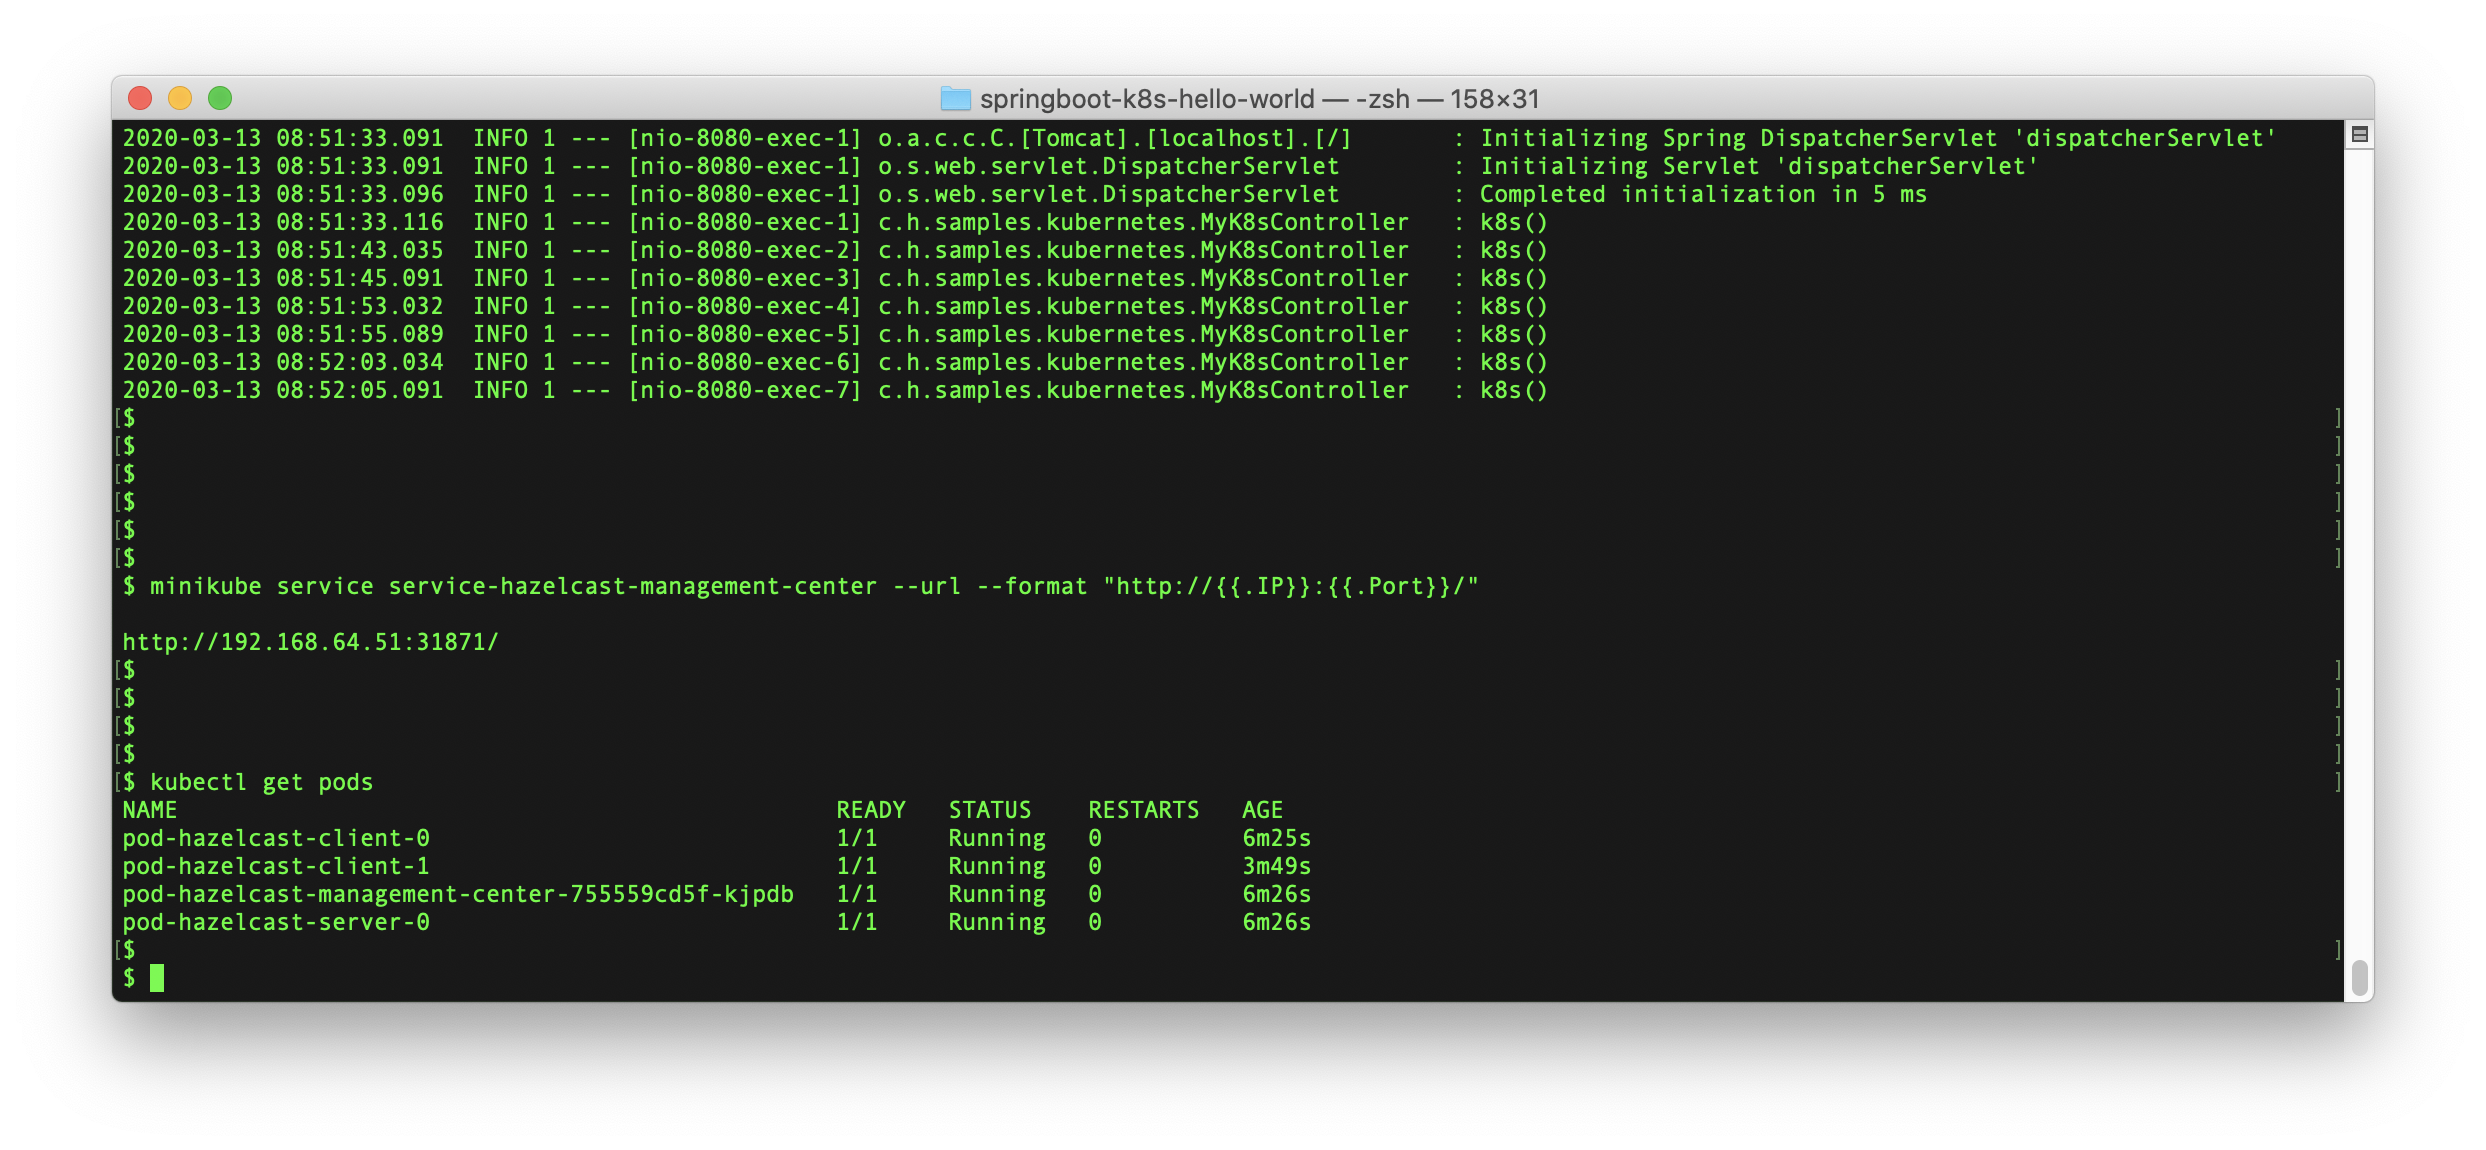 springboot-k8s-hello-world — -zsh — 158×31
2020-03-13 08:51:33.091  INFO 1 --- [nio-8080-exec-1] o.a.c.c.C.[Tomcat].[localhost].[/]       : Initializing Spring DispatcherServlet 'dispatcherServlet'
2020-03-13 08:51:33.091  INFO 1 --- [nio-8080-exec-1] o.s.web.servlet.DispatcherServlet        : Initializing Servlet 'dispatcherServlet'
2020-03-13 08:51:33.096  INFO 1 --- [nio-8080-exec-1] o.s.web.servlet.DispatcherServlet        : Completed initialization in 5 ms
2020-03-13 08:51:33.116  INFO 1 --- [nio-8080-exec-1] c.h.samples.kubernetes.MyK8sController   : k8s()
2020-03-13 08:51:43.035  INFO 1 --- [nio-8080-exec-2] c.h.samples.kubernetes.MyK8sController   : k8s()
2020-03-13 08:51:45.091  INFO 1 --- [nio-8080-exec-3] c.h.samples.kubernetes.MyK8sController   : k8s()
2020-03-13 08:51:53.032  INFO 1 --- [nio-8080-exec-4] c.h.samples.kubernetes.MyK8sController   : k8s()
2020-03-13 08:51:55.089  INFO 1 --- [nio-8080-exec-5] c.h.samples.kubernetes.MyK8sController   : k8s()
2020-03-13 08:52:03.034  INFO 1 --- [nio-8080-exec-6] c.h.samples.kubernetes.MyK8sController   : k8s()
2020-03-13 08:52:05.091  INFO 1 --- [nio-8080-exec-7] c.h.samples.kubernetes.MyK8sController   : k8s()
[$ ]
[$ ]
[$ ]
[$ ]
[$ ]
[$ ]
$ minikube service service-hazelcast-management-center --url --format "http://{{.IP}}:{{.Port}}/"
http://192.168.64.51:31871/
[$ ]
[$ ]
[$ ]
[$ ]
[$ kubectl get pods ]
NAME                                               READY   STATUS    RESTARTS   AGE
pod-hazelcast-client-0                             1/1     Running   0          6m25s
pod-hazelcast-client-1                             1/1     Running   0          3m49s
pod-hazelcast-management-center-755559cd5f-kjpdb   1/1     Running   0          6m26s
pod-hazelcast-server-0                             1/1     Running   0          6m26s
[$ ]
$